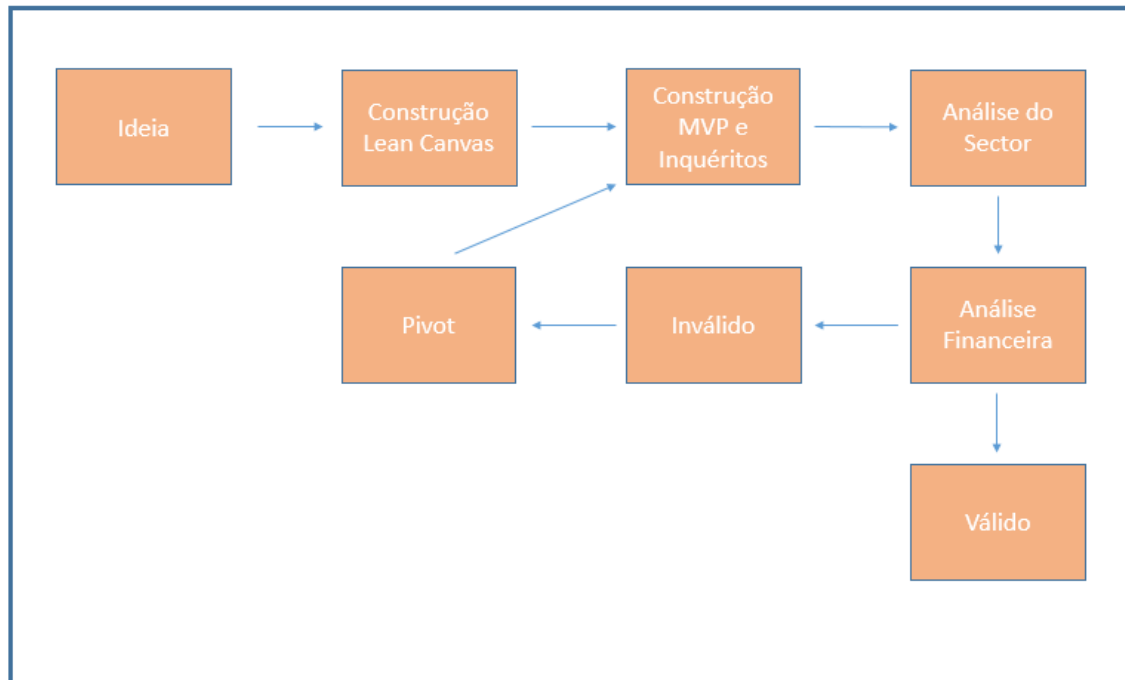 Ideia
Construção
Lean Canvas
Construção
MVP e
Inquéritos
Análise do
Sector
Pivot
Inválido
Análise
Financeira
Válido